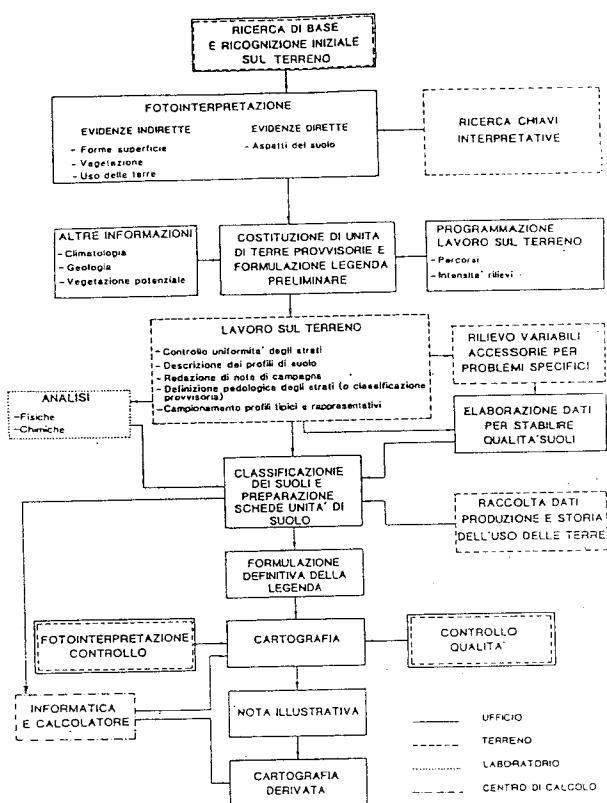 RICERCA DI BASE
E RICOGNIZIONE INIZIALE
SUL TERRENO
FOTOINTERPRETAZIONE
EVIDENZE INDIRETTE
- Forme superficie
- Vegetazione
- Uso delle terre
EVIDENZE DIRETTE
- Aspetti del suolo
RICERCA CHIAVI
INTERPRETATIVE
ALTRE INFORMAZIONI
- Climatologia
- Geologia
- Vegetazione potenziale
COSTITUZIONE DI UNITA
DI TERRE PROVVISORIE E
FORMULAZIONE LEGENDA
PRELIMINARE
PROGRAMMAZIONE
LAVORO SUL TERRENO
- Percorsi
- Intensita' rilievi
LAVORO SUL TERRENO
- Controllo uniformita' degli strati
- Descrizione dei profili di suolo
- Redazione di note di campagna
- Definizione pedologica degli strati (o classificazione
provvisoria)
- Campionamento profili tipici e rappresentativi
RILIEVO VARIABILI
ACCESSORIE PER
PROBLEMI SPECIFICI
ANALISI
- Fisiche
- Chimiche
ELABORAZIONE DATI
PER STABILIRE
QUALITA' SUOLI
CLASSIFICAZIONE
DEI SUOLI E
PREPARAZIONE
SCHEDE UNITA' DI
SUOLO
RACCOLTA DATI
PRODUZIONE E STORIA
DELL'USO DELLE TERRE
FORMULAZIONE
DEFINITIVA DELLA
LEGENDA
FOTOINTERPRETAZIONE
CONTROLLO
CARTOGRAFIA
CONTROLLO
QUALITA'
INFORMATICA
E CALCOLATORE
NOTA ILLUSTRATIVA
CARTOGRAFIA
DERIVATA
UFFICIO
TERRENO
LABORATORIO
CENTRO DI CALCOLO